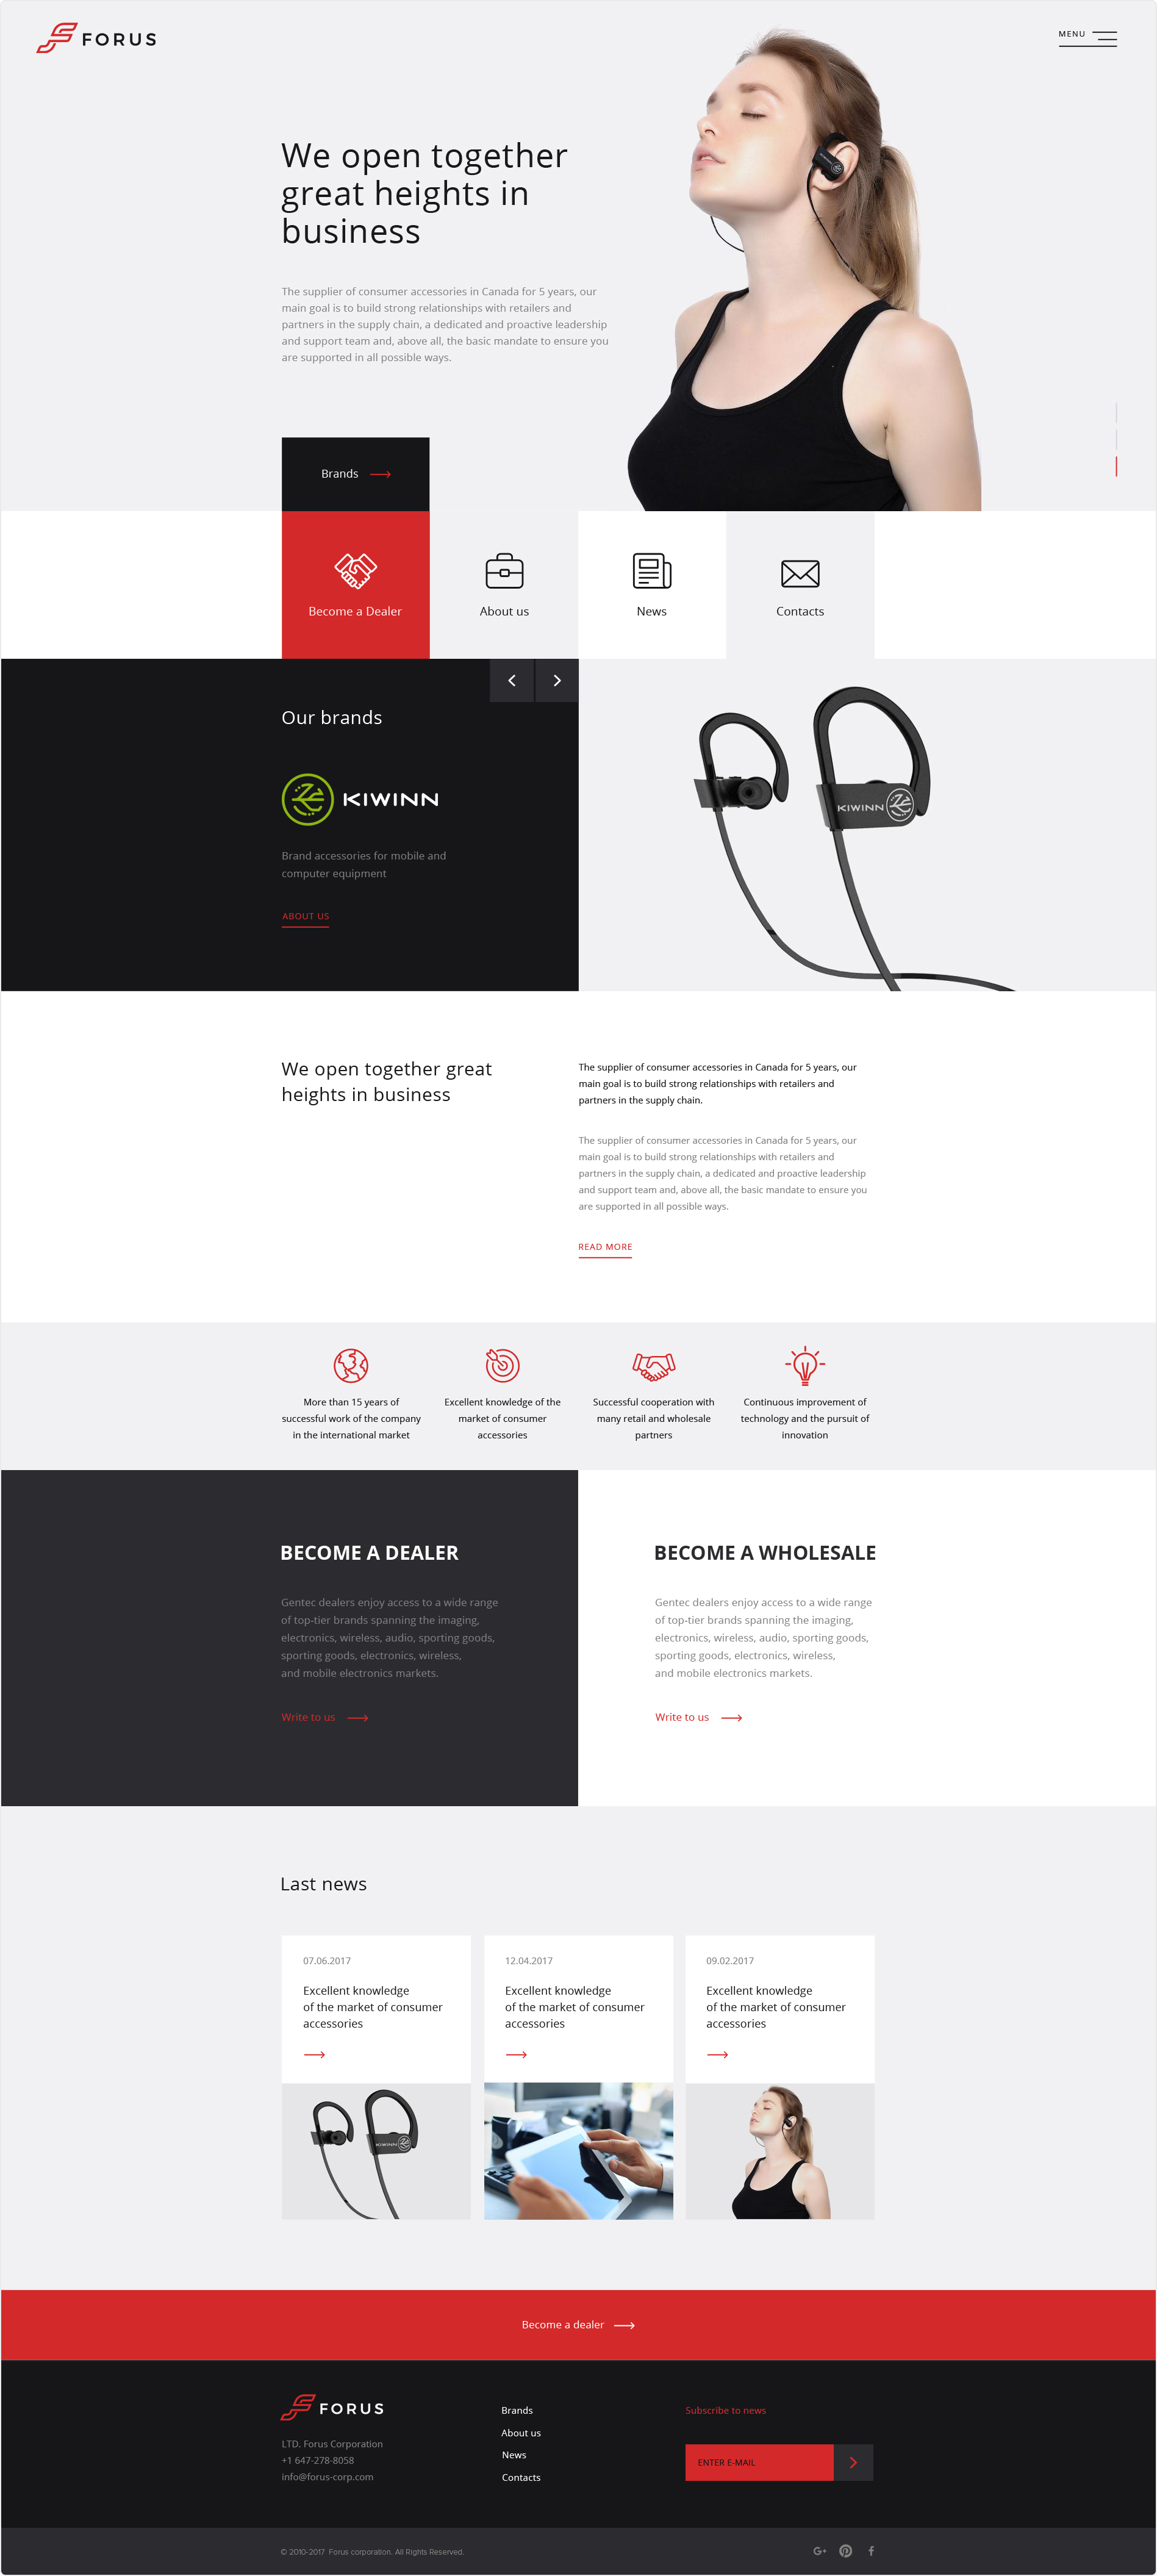 FORUS
MENU
We open together
great heights in
business
The supplier of consumer accessories in Canada for 5 years, our
main goal is to build strong relationships with retailers and
partners in the supply chain, a dedicated and proactive leadership
and support team and, above all, the basic mandate to ensure you
are supported in all possible ways.
Brands
Become a Dealer
About us
News
Contacts
Our brands
KIWINN
Brand accessories for mobile and
computer equipment
ABOUT US
KIWINN
We open together great
heights in business
The supplier of consumer accessories in Canada for 5 years, our
main goal is to build strong relationships with retailers and
partners in the supply chain.
The supplier of consumer accessories in Canada for 5 years, our
main goal is to build strong relationships with retailers and
partners in the supply chain, a dedicated and proactive leadership
and support team and, above all, the basic mandate to ensure you
are supported in all possible ways.
READ MORE
More than 15 years of
successful work of the company
in the international market
Excellent knowledge of the
market of consumer
accessories
Successful cooperation with
many retail and wholesale
partners
Continuous improvement of
technology and the pursuit of
innovation
BECOME A DEALER
Gentec dealers enjoy access to a wide range
of top-tier brands spanning the imaging,
electronics, wireless, audio, sporting goods,
sporting goods, electronics, wireless,
and mobile electronics markets.
Write to us
BECOME A WHOLESALE
Gentec dealers enjoy access to a wide range
of top-tier brands spanning the imaging,
electronics, wireless, audio, sporting goods,
sporting goods, electronics, wireless,
and mobile electronics markets.
Write to us
Last news
07.06.2017
Excellent knowledge
of the market of consumer
accessories
KIWINN
12.04.2017
Excellent knowledge
of the market of consumer
accessories
09.02.2017
Excellent knowledge
of the market of consumer
accessories
Become a dealer
FORUS
LTD. Forus Corporation
+1 647-278-8058
info@forus-corp.com
Brands
About us
News
Contacts
Subscribe to news
ENTER E-MAIL
© 2010-2017 Forus corporation. All Rights Reserved.
G+